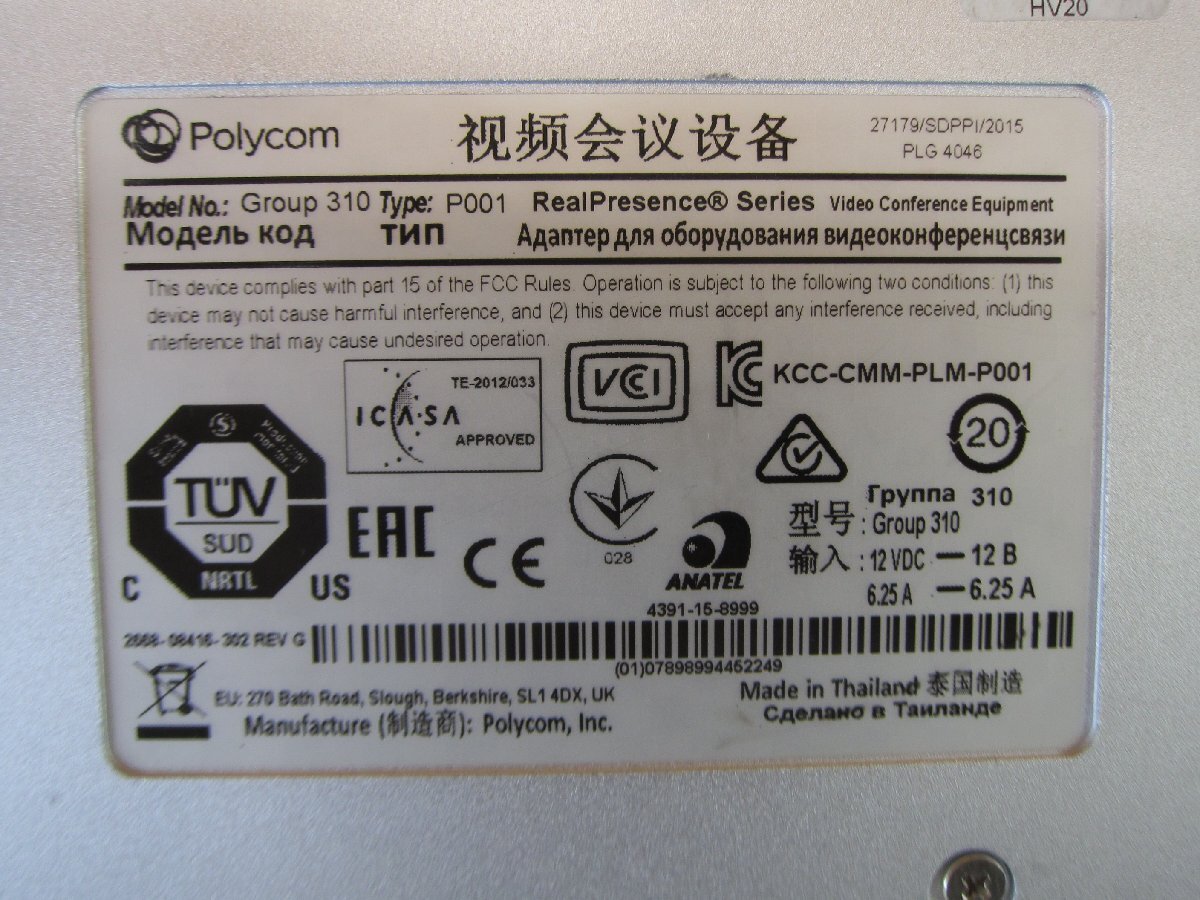 HV20
Polycom
视频会议设备
27179/SDPPI/2015
PLG 4046
Model No.: Group 310 Type: P001 RealPresence® Series Video Conference Equipment
Модель код тип Адаптер для оборудования видеоконференцсвязи
This device complies with part 15 of the FCC Rules. Operation is subject to the following two conditions: (1) this
device may not cause harmful interference, and (2) this device must accept any interference received, including
interference that may cause undesired operation.
TE-2012/033
ICASA
APPROVED
VCI
KC
KCC-CMM-PLM-P001
20
S
TÜV
SUD
NRTL
C US
EAC
CE
028
ANATEL
4391-15-8999
Группа 310
型号: Group 310
输入: 12 VDC — 12 В
6.25 A — 6.25 A
2668-08416-302 REV G
(01)07898994452249
EU: 270 Bath Road, Slough, Berkshire, SL1 4DX, UK
Manufacture (制造商): Polycom, Inc.
Made in Thailand 泰国制造
Сделано в Таиланде